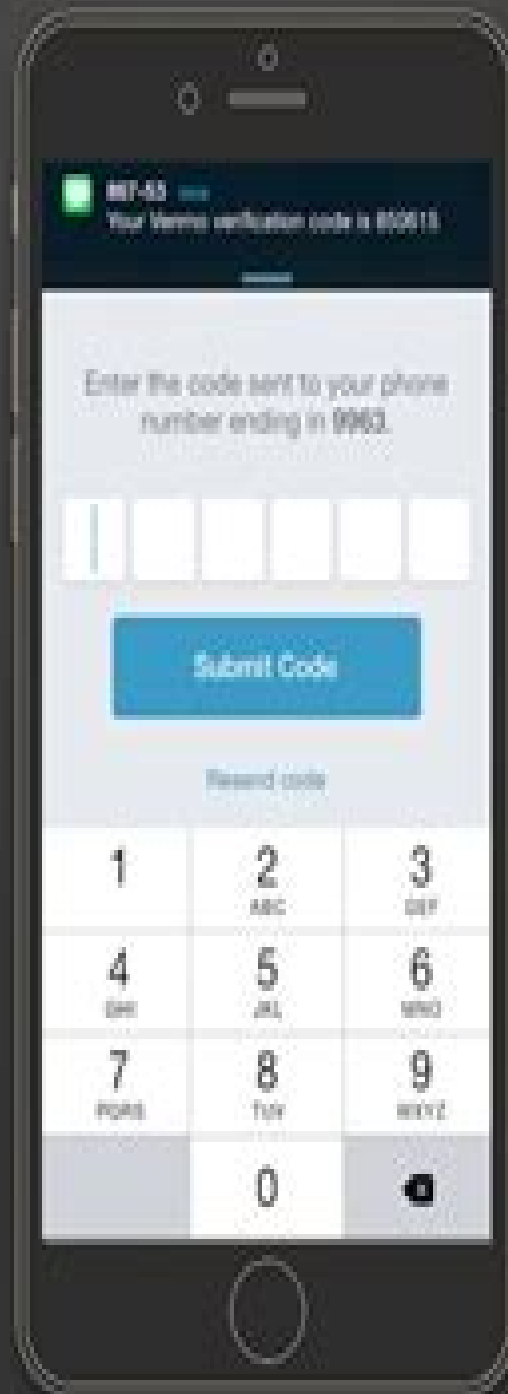 Your Venmo verification code is
Enter the code sent to your phone
number ending in 9963.
Submit Code
Resend code
1
2
ABC
3
DEF
4
GHI
5
JKL
6
MNO
7
PQRS
8
TUV
9
WXYZ
0